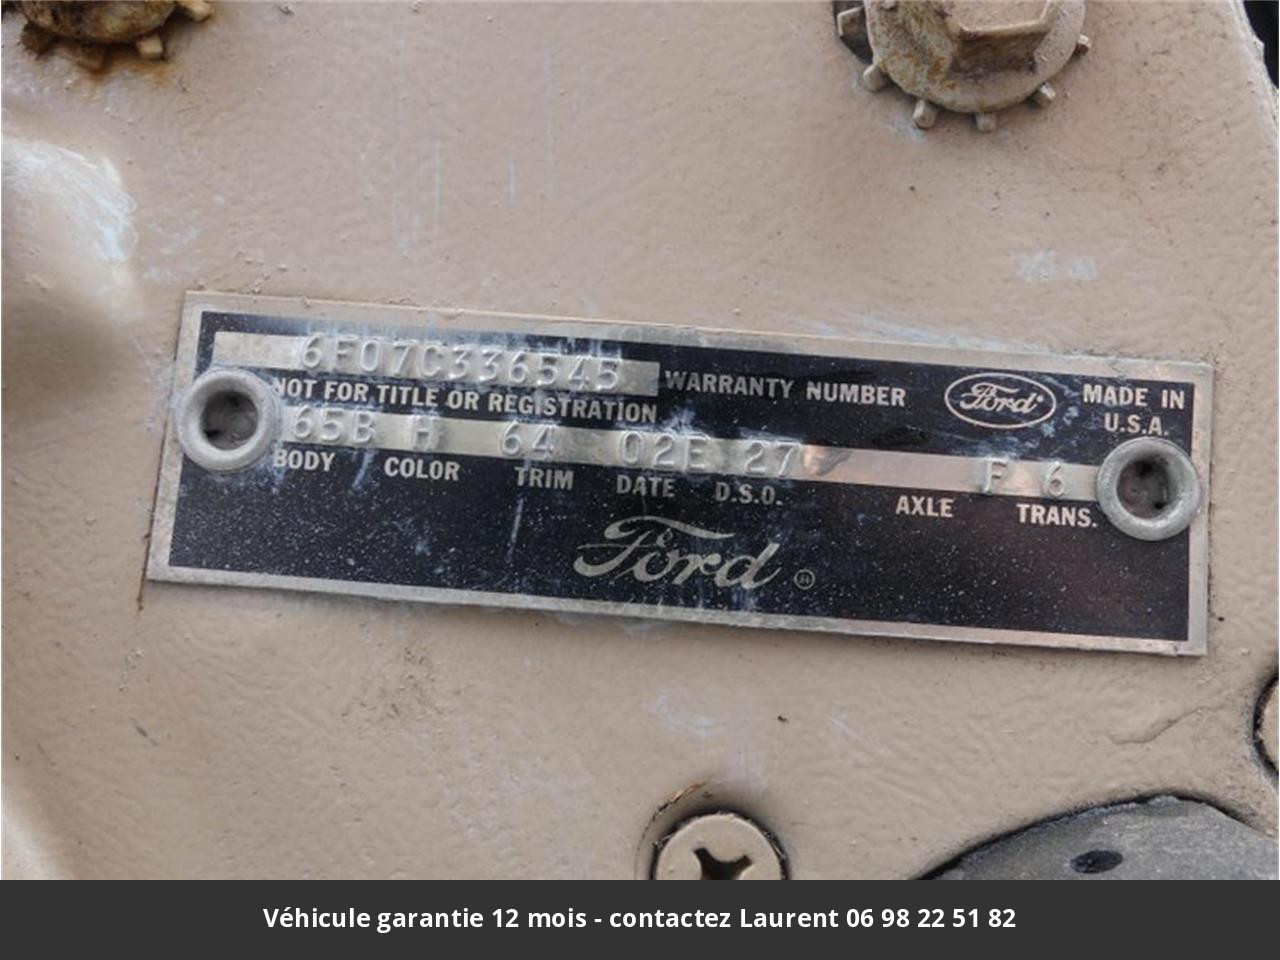 6F07C336545 WARRANTY NUMBER Ford MADE IN U.S.A.
NOT FOR TITLE OR REGISTRATION
65B H 64 02E 27 F 6
BODY COLOR TRIM DATE D.S.O. AXLE TRANS.
Ford
Véhicule garantie 12 mois - contactez Laurent 06 98 22 51 82